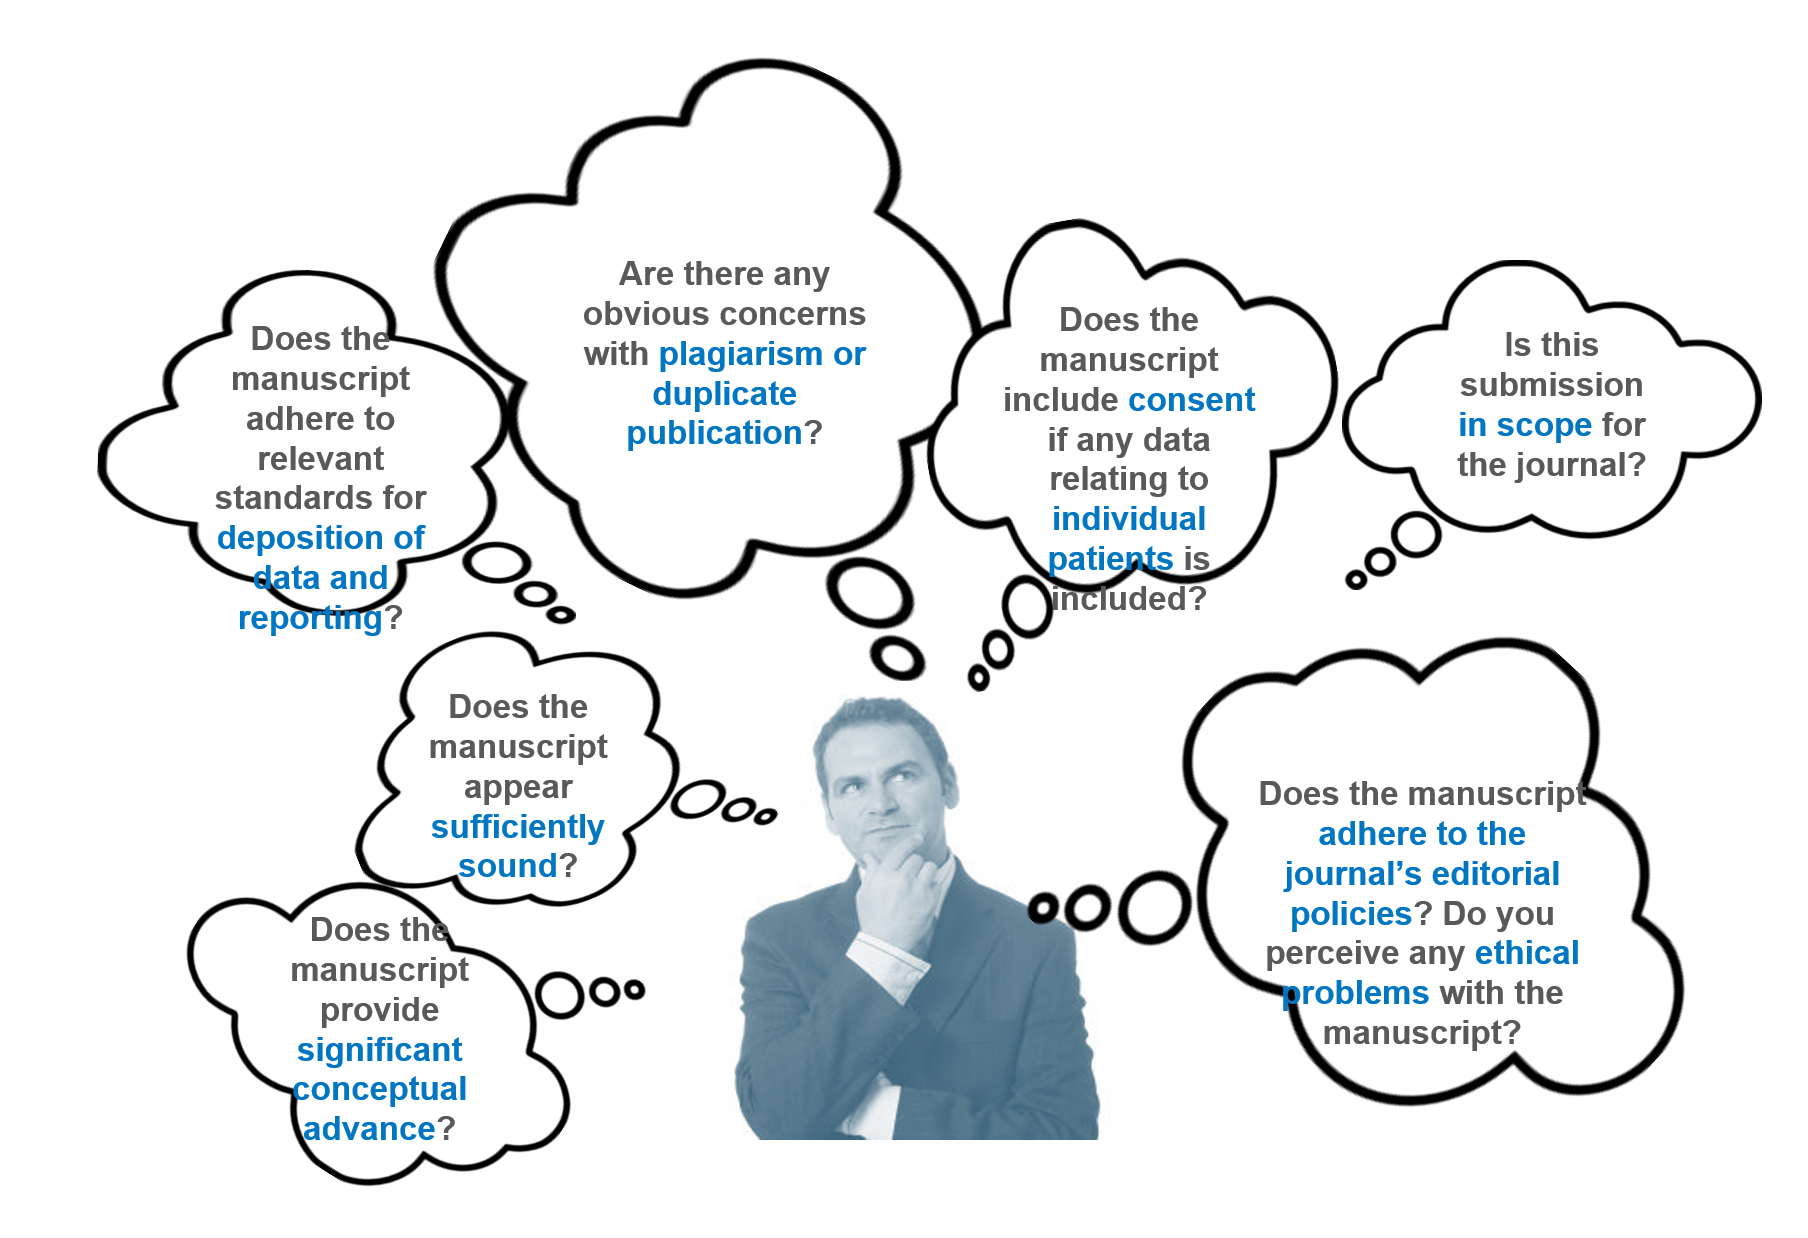 Does the
manuscript
adhere to
relevant
standards for
deposition of
data and
reporting?
Are there any
obvious concerns
with plagiarism or
duplicate
publication?
Does the
manuscript
include consent
if any data
relating to
individual
patients is
included?
Is this
submission
in scope for
the journal?
Does the
manuscript
appear
sufficiently
sound?
Does the manuscript
adhere to the
journal’s editorial
policies? Do you
perceive any ethical
problems with the
manuscript?
Does the
manuscript
provide
significant
conceptual
advance?